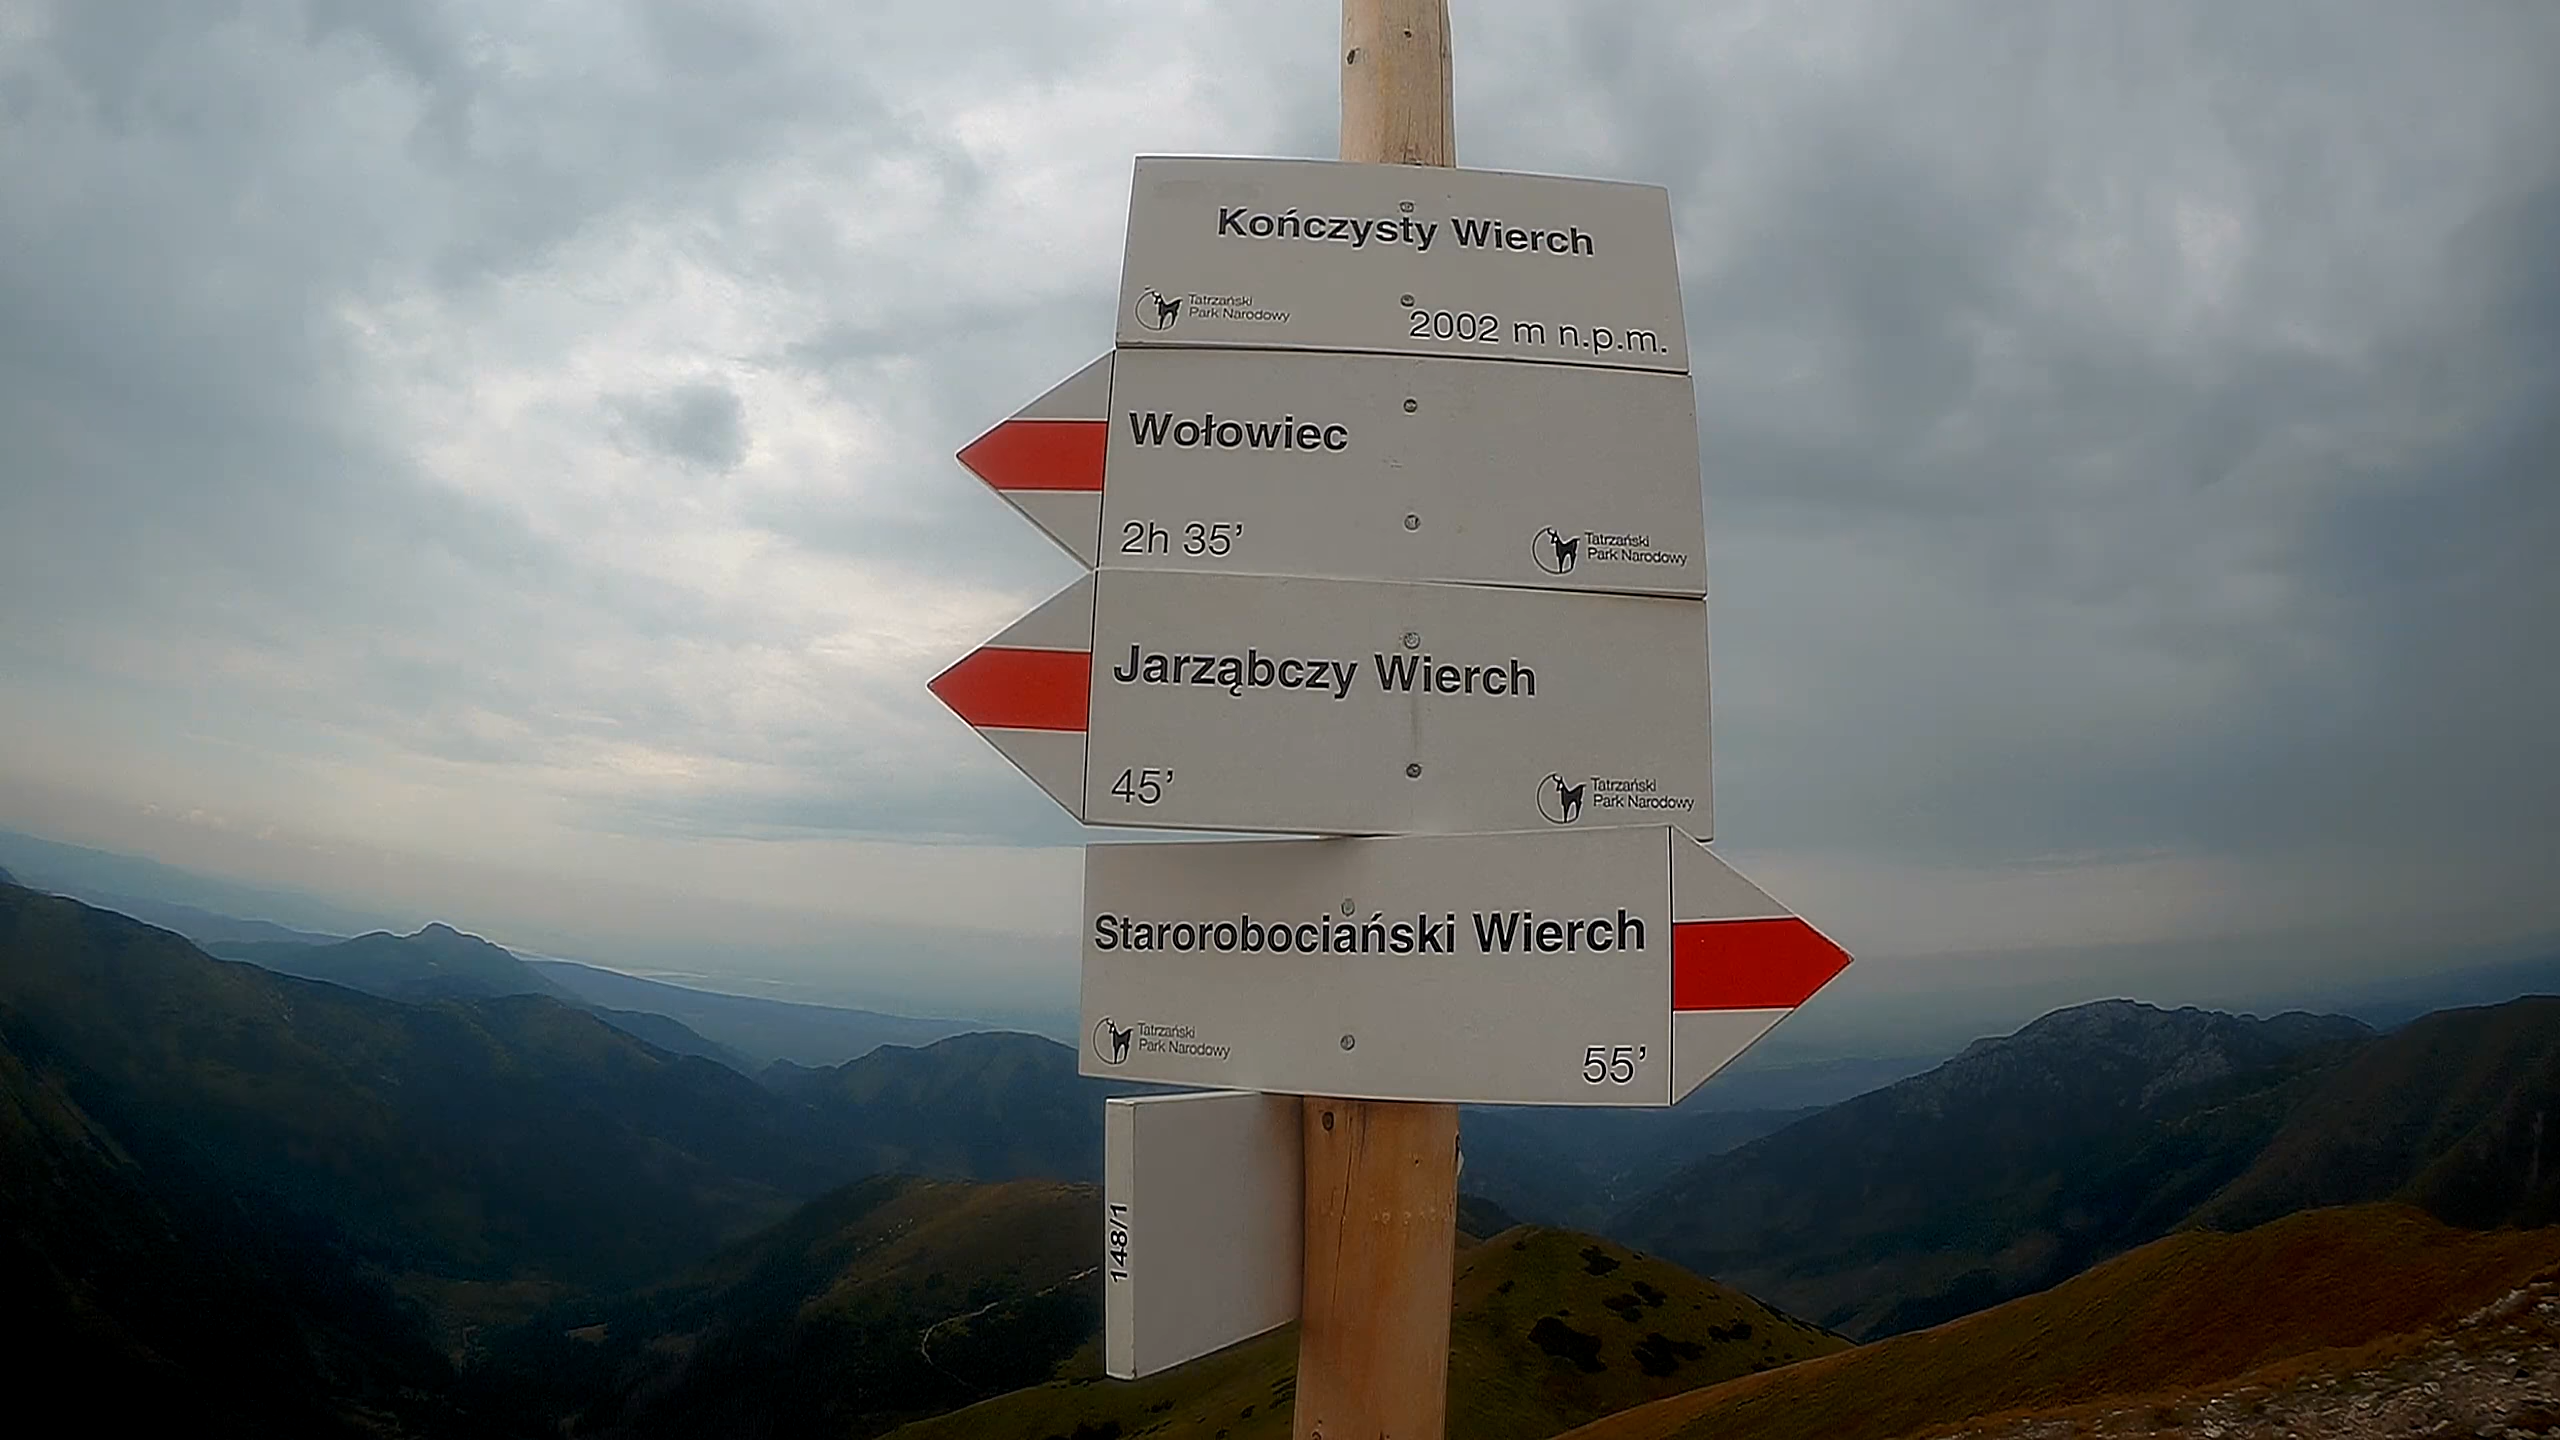 Kończysty Wierch
Tatrzański
Park Narodowy
2002 m n.p.m.
Wołowiec
2h 35’
Tatrzański
Park Narodowy
Jarząbczy Wierch
45’
Tatrzański
Park Narodowy
Starorobociański Wierch
Tatrzański
Park Narodowy
55’
148/1